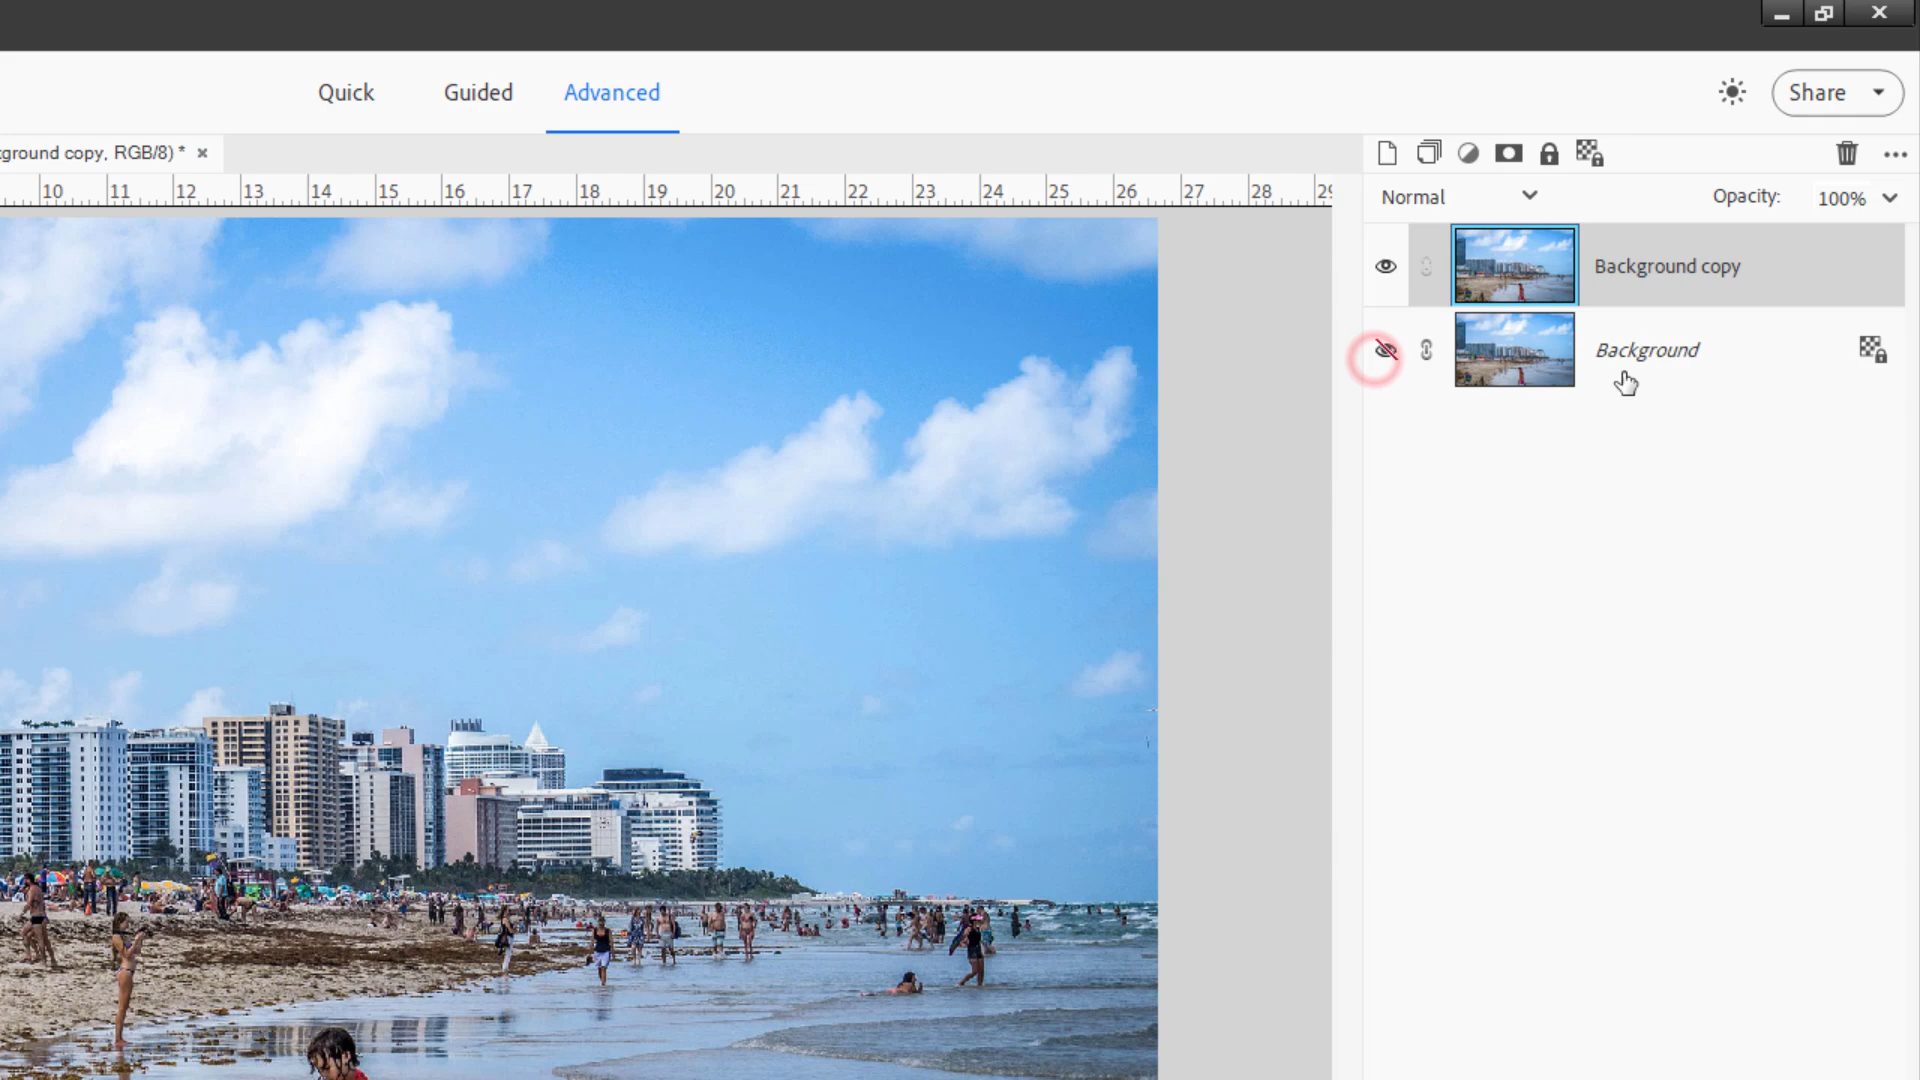 Quick Guided Advanced
Share
ground copy, RGB/8) *
10 11 12 13 14 15 16 17 18 19 20 21 22 23 24 25 26 27 28 29
Normal Opacity: 100%
Background copy
Background